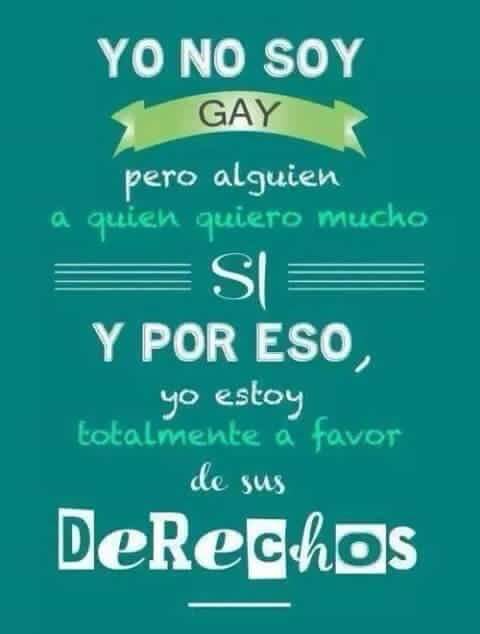 YO NO SOY
GAY
pero alguien
a quien quiero mucho
SI
Y POR ESO,
yo estoy
totalmente a favor
de sus
DeRechos